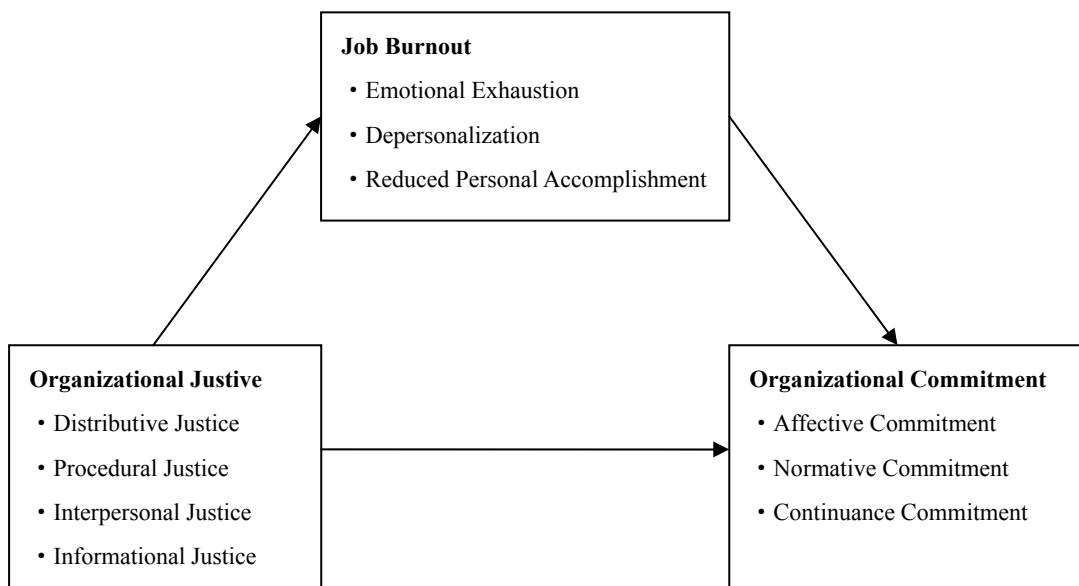 Job Burnout
・Emotional Exhaustion
・Depersonalization
・Reduced Personal Accomplishment
Organizational Justive
・Distributive Justice
・Procedural Justice
・Interpersonal Justice
・Informational Justice
Organizational Commitment
・Affective Commitment
・Normative Commitment
・Continuance Commitment